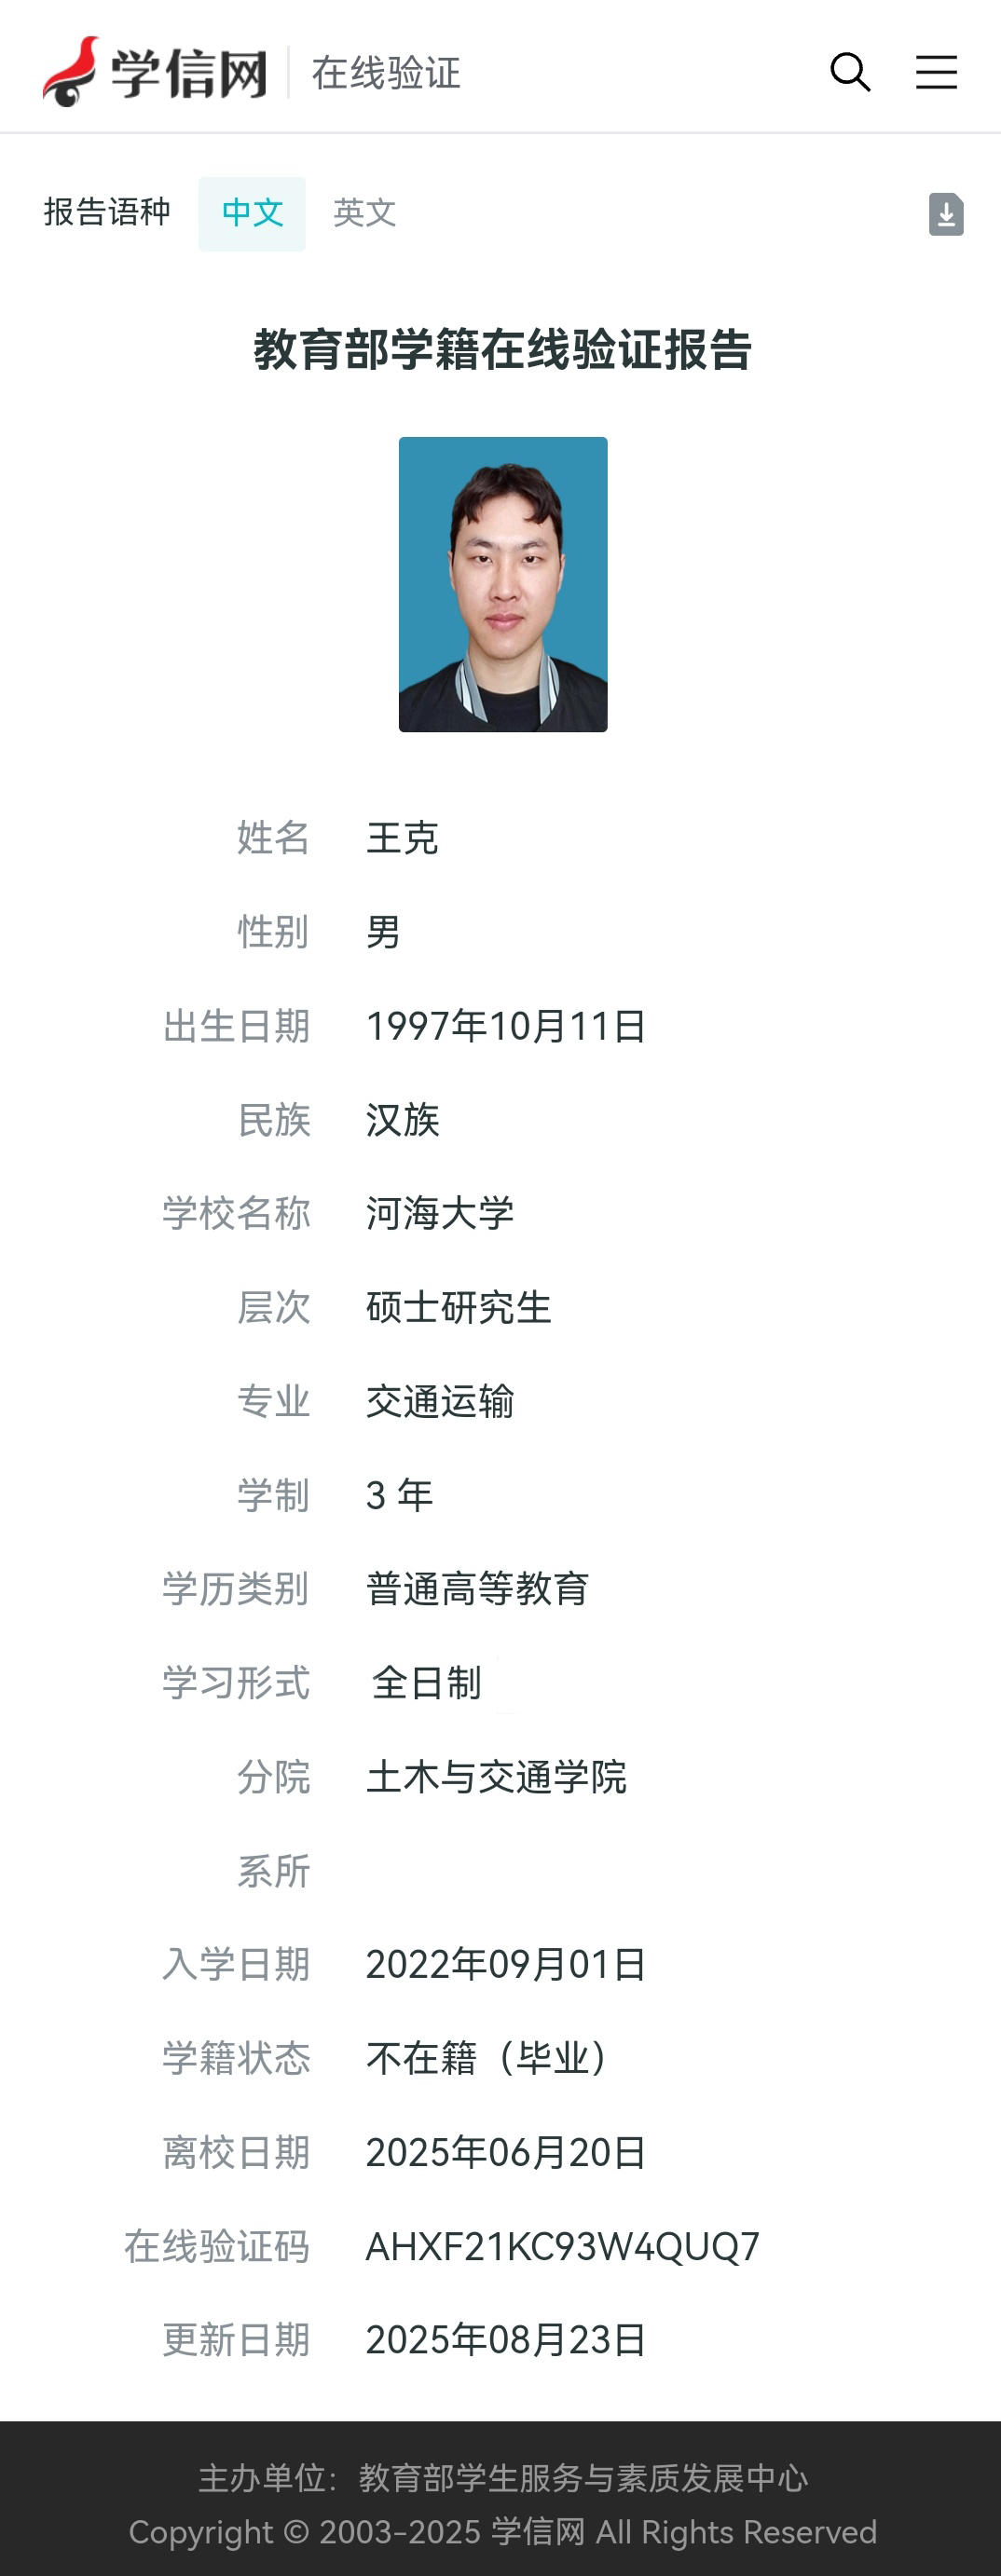 学信网 在线验证
报告语种 中文 英文
教育部学籍在线验证报告
姓名 王克
性别 男
出生日期 1997年10月11日
民族 汉族
学校名称 河海大学
层次 硕士研究生
专业 交通运输
学制 3 年
学历类别 普通高等教育
学习形式 全日制
分院 土木与交通学院
系所
入学日期 2022年09月01日
学籍状态 不在籍（毕业）
离校日期 2025年06月20日
在线验证码 AHXF21KC93W4QUQ7
更新日期 2025年08月23日
主办单位：教育部学生服务与素质发展中心
Copyright © 2003-2025 学信网 All Rights Reserved